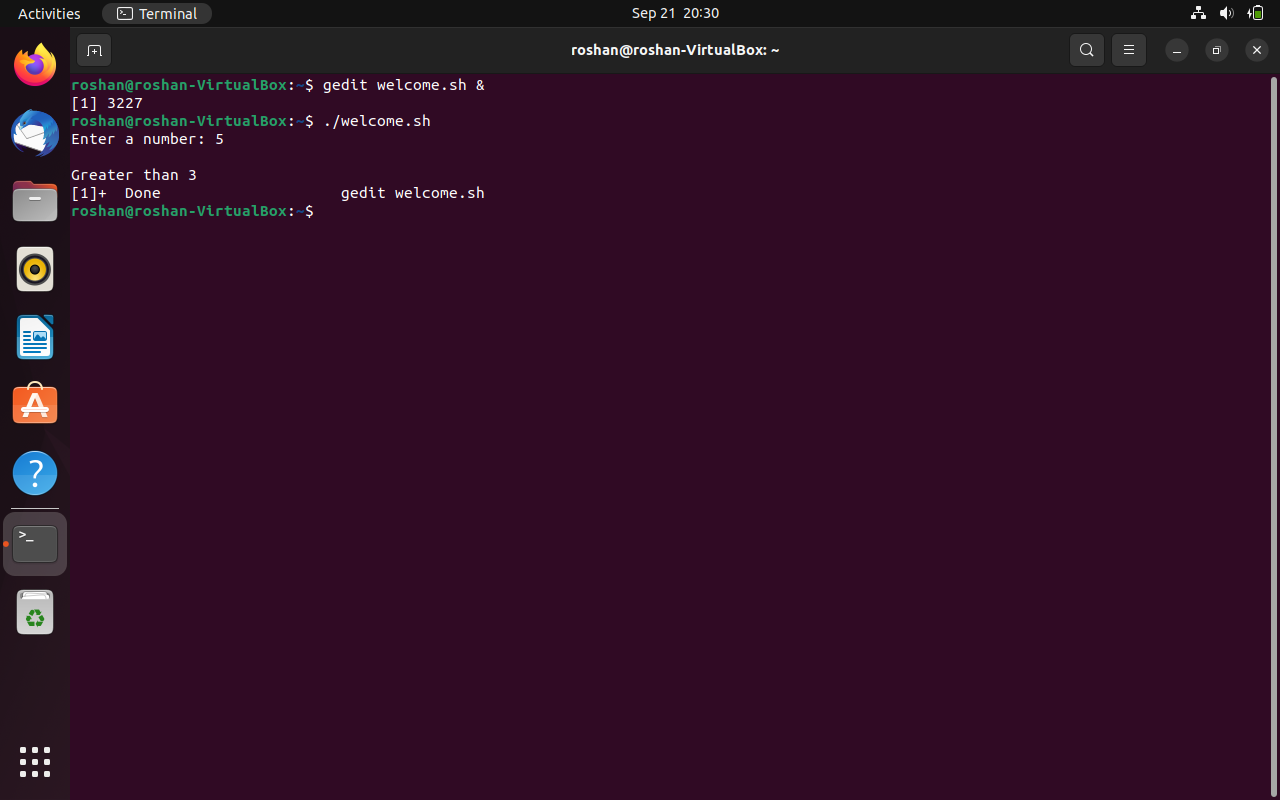 Activities Terminal Sep 21 20:30
roshan@roshan-VirtualBox: ~
roshan@roshan-VirtualBox:~$ gedit welcome.sh &
[1] 3227
roshan@roshan-VirtualBox:~$ ./welcome.sh
Enter a number: 5
Greater than 3
[1]+  Done                    gedit welcome.sh
roshan@roshan-VirtualBox:~$